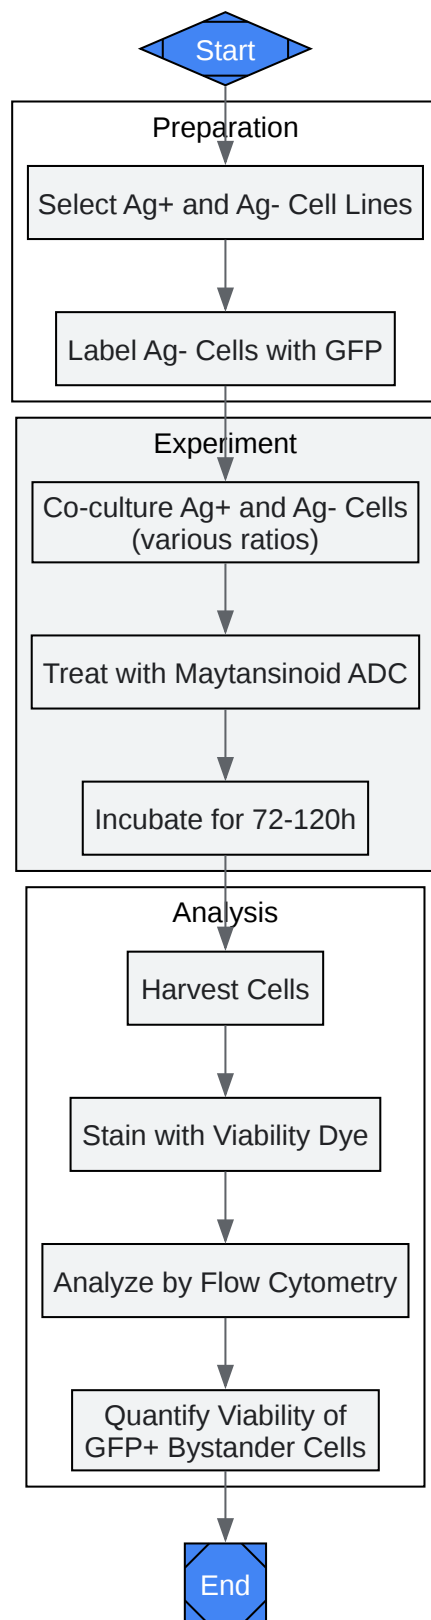 Start
Preparation
Select Ag+ and Ag- Cell Lines
Label Ag- Cells with GFP
Experiment
Co-culture Ag+ and Ag- Cells
(various ratios)
Treat with Maytansinoid ADC
Incubate for 72-120h
Analysis
Harvest Cells
Stain with Viability Dye
Analyze by Flow Cytometry
Quantify Viability of
GFP+ Bystander Cells
End